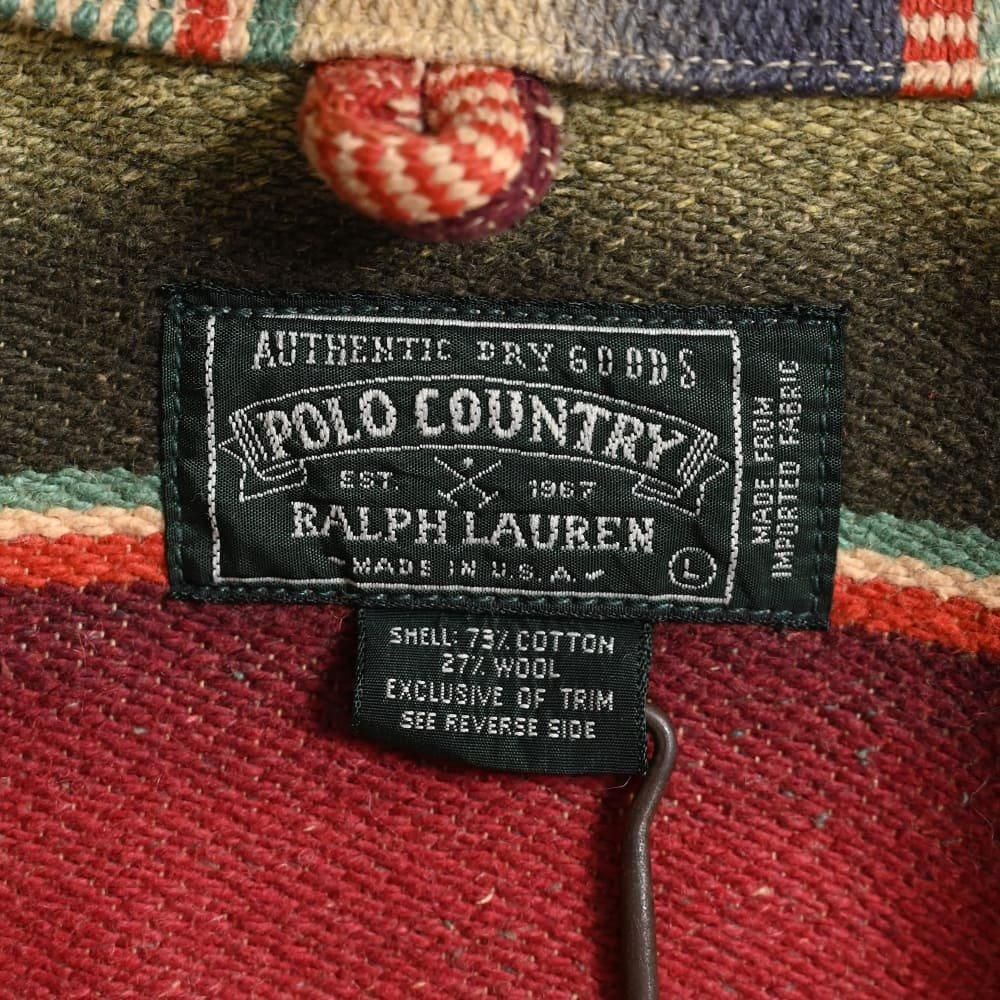 AUTHENTIC DRY GOODS
POLO COUNTRY
EST. 1967
RALPH LAUREN
MADE IN U.S.A.
L
MADE FROM
IMPORTED FABRIC
SHELL: 73% COTTON
27% WOOL
EXCLUSIVE OF TRIM
SEE REVERSE SIDE